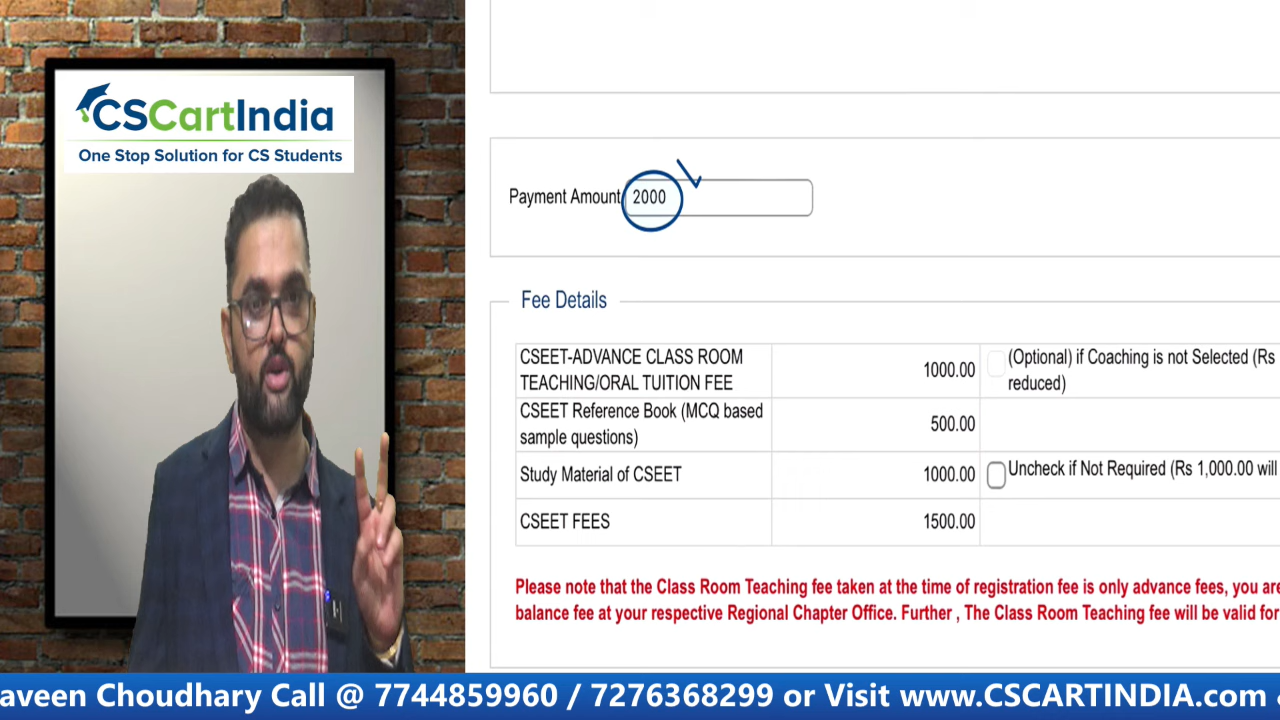 CSCartIndia
One Stop Solution for CS Students
Payment Amount 2000
Fee Details
CSEET-ADVANCE CLASS ROOM
TEACHING/ORAL TUITION FEE
1000.00
(Optional) if Coaching is not Selected (Rs
reduced)
CSEET Reference Book (MCQ based
sample questions)
500.00
Study Material of CSEET
1000.00
Uncheck if Not Required (Rs 1,000.00 will
CSEET FEES
1500.00
Please note that the Class Room Teaching fee taken at the time of registration fee is only advance fees, you are
balance fee at your respective Regional Chapter Office. Further , The Class Room Teaching fee will be valid for
aveen Choudhary Call @ 7744859960 / 7276368299 or Visit www.CSCARTINDIA.com